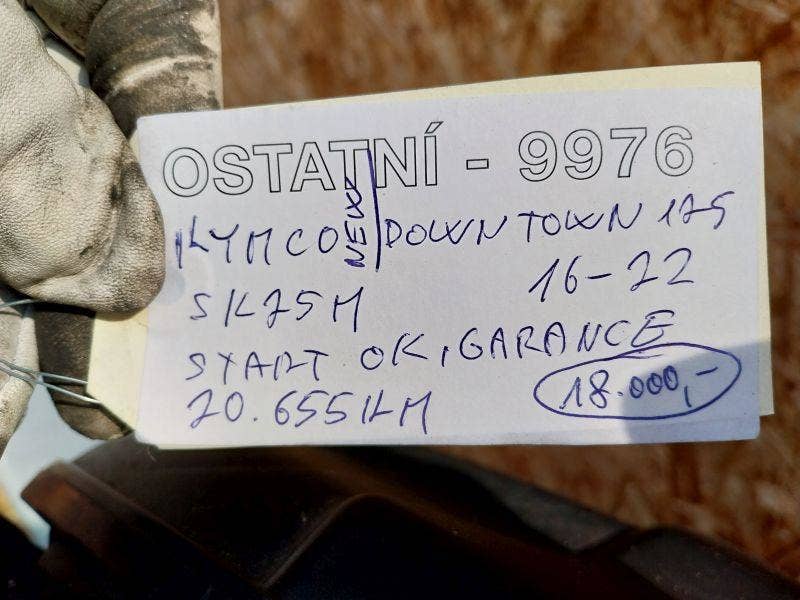 OSTATNÍ - 9976
KYMCO NEW/DOWNTOWN 125
SK25M 16-22
START OK, GARANCE
20.655KM 18.000,-